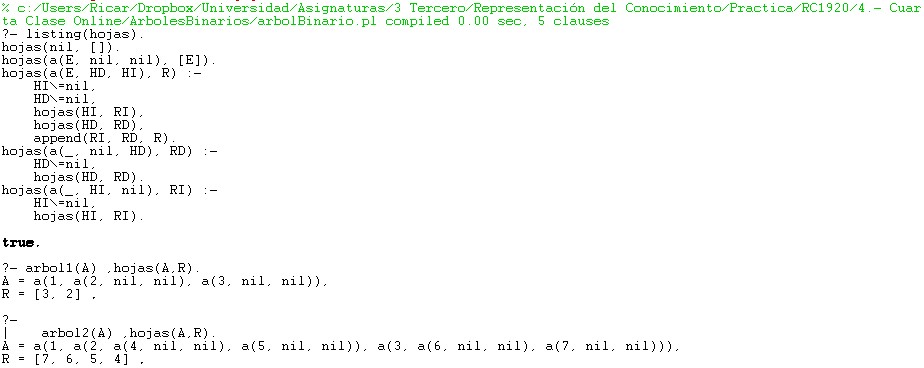 % c:/Users/Ricar/Dropbox/Universidad/Asignaturas/3 Tercero/Representación del Conocimiento/Practica/RC1920/4.- Cuar
ta Clase Online/ArbolesBinarios/arbolBinario.pl compiled 0.00 sec, 5 clauses
?- listing(hojas).
hojas(nil, []).
hojas(a(E, nil, nil), [E]).
hojas(a(E, HD, HI), R) :-
    HI\=nil,
    HD\=nil,
    hojas(HI, RI),
    hojas(HD, RD),
    append(RI, RD, R).
hojas(a(_, nil, HD), RD) :-
    HD\=nil,
    hojas(HD, RD).
hojas(a(_, HI, nil), RI) :-
    HI\=nil,
    hojas(HI, RI).
true.
?- arbol1(A) ,hojas(A,R).
A = a(1, a(2, nil, nil), a(3, nil, nil)),
R = [3, 2] ,
?-
|    arbol2(A) ,hojas(A,R).
A = a(1, a(2, a(4, nil, nil), a(5, nil, nil)), a(3, a(6, nil, nil), a(7, nil, nil))),
R = [7, 6, 5, 4] ,